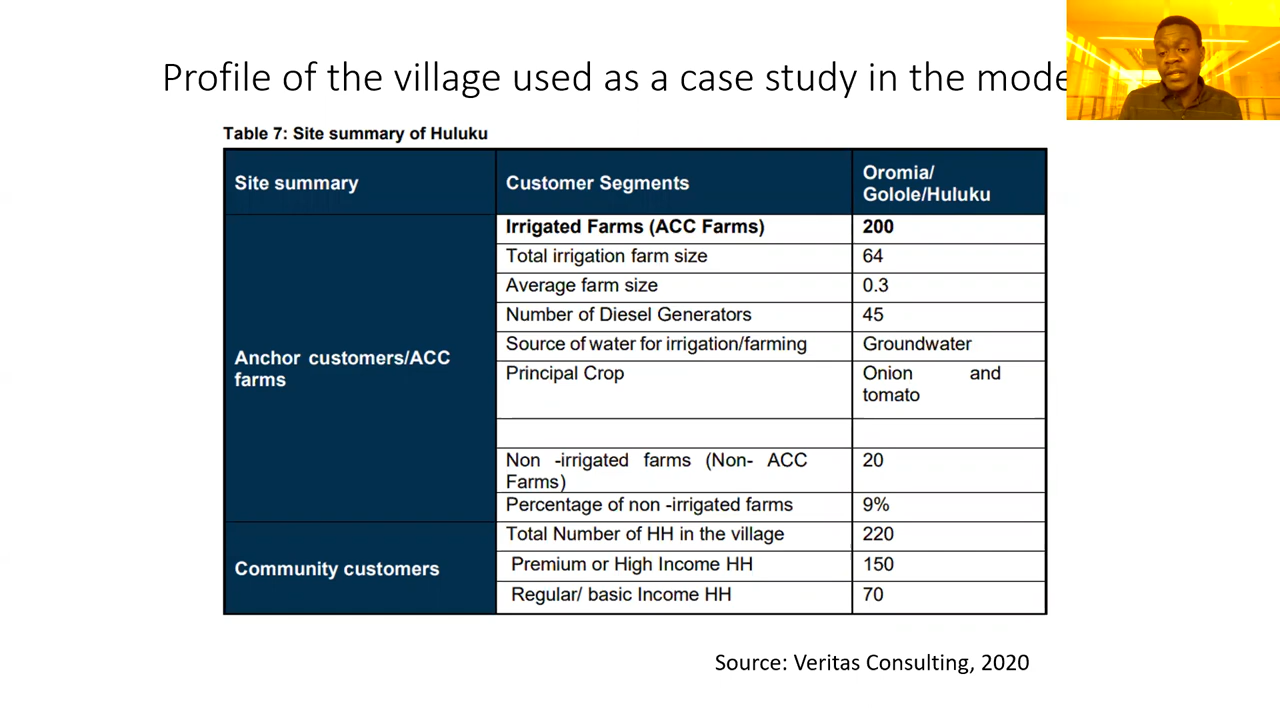 Profile of the village used as a case study in the mode
Table 7: Site summary of Huluku
Site summary
Customer Segments
Oromia/
Golole/Huluku
Anchor customers/ACC
farms
Irrigated Farms (ACC Farms)
200
Total irrigation farm size
64
Average farm size
0.3
Number of Diesel Generators
45
Source of water for irrigation/farming
Groundwater
Principal Crop
Onion and
tomato
Non -irrigated farms (Non- ACC
Farms)
20
Percentage of non -irrigated farms
9%
Community customers
Total Number of HH in the village
220
Premium or High Income HH
150
Regular/ basic Income HH
70
Source: Veritas Consulting, 2020